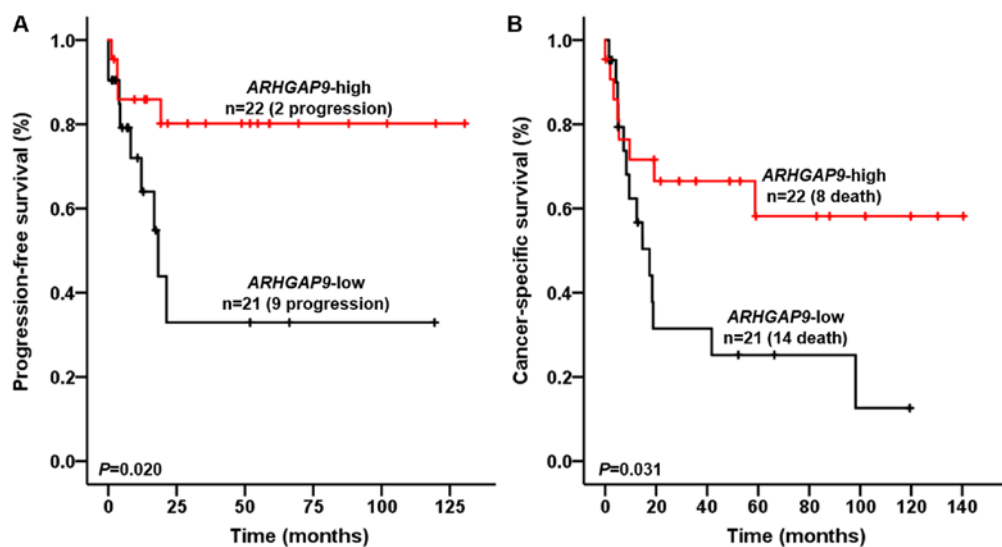 A
Progression-free survival (%)
1.0
0.8
0.6
0.4
0.2
0.0
ARHGAP9-high
n=22 (2 progression)
ARHGAP9-low
n=21 (9 progression)
P=0.020
0 25 50 75 100 125
Time (months)
B
Cancer-specific survival (%)
1.0
0.8
0.6
0.4
0.2
0.0
ARHGAP9-high
n=22 (8 death)
ARHGAP9-low
n=21 (14 death)
P=0.031
0 20 40 60 80 100 120 140
Time (months)